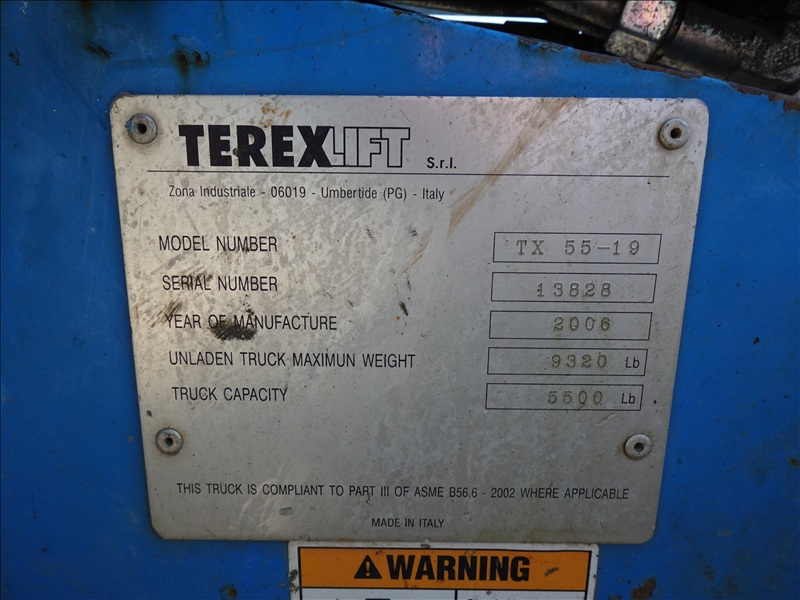 TEREXLIFT S.r.l.
Zona Industriale - 06019 - Umbertide (PG) - Italy
MODEL NUMBER TX 55-19
SERIAL NUMBER 13828
YEAR OF MANUFACTURE 2006
UNLADEN TRUCK MAXIMUN WEIGHT 9320 Lb
TRUCK CAPACITY 5500 Lb
THIS TRUCK IS COMPLIANT TO PART III OF ASME B56.6 - 2002 WHERE APPLICABLE
MADE IN ITALY
WARNING